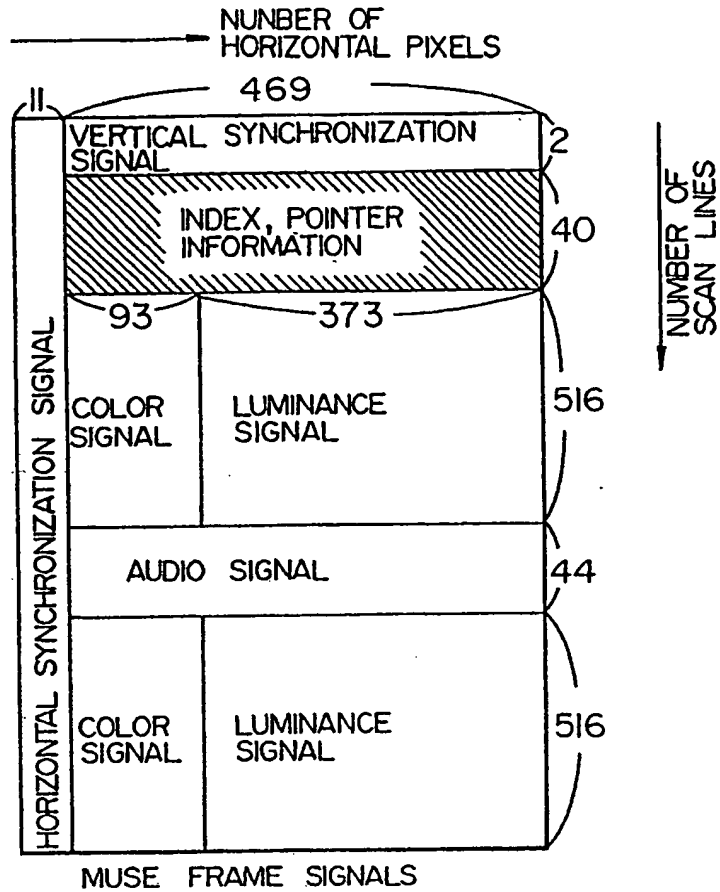 NUNBER OF
HORIZONTAL PIXELS
11
469
VERTICAL SYNCHRONIZATION
SIGNAL
2
INDEX, POINTER
INFORMATION
40
NUMBER OF
SCAN LINES
93
373
HORIZONTAL SYNCHRONIZATION SIGNAL
COLOR
SIGNAL
LUMINANCE
SIGNAL
516
AUDIO SIGNAL
44
COLOR
SIGNAL
LUMINANCE
SIGNAL
516
MUSE FRAME SIGNALS